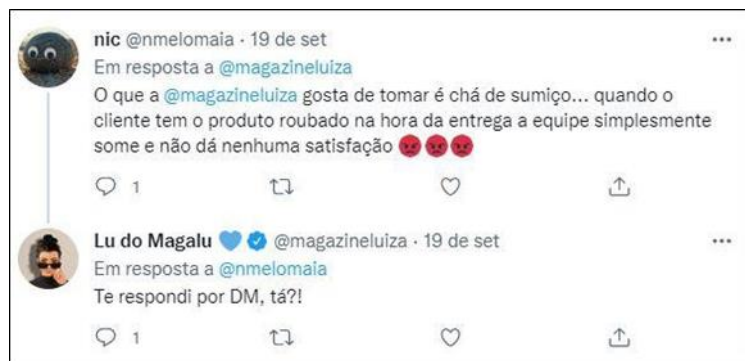 nic @nmelomaia · 19 de set
Em resposta a @magazineluiza
O que a @magazineluiza gosta de tomar é chá de sumiço... quando o
cliente tem o produto roubado na hora da entrega a equipe simplesmente
some e não dá nenhuma satisfação 😡😡😡
1
Lu do Magalu 💙 @magazineluiza · 19 de set
Em resposta a @nmelomaia
Te respondi por DM, tá?!
1